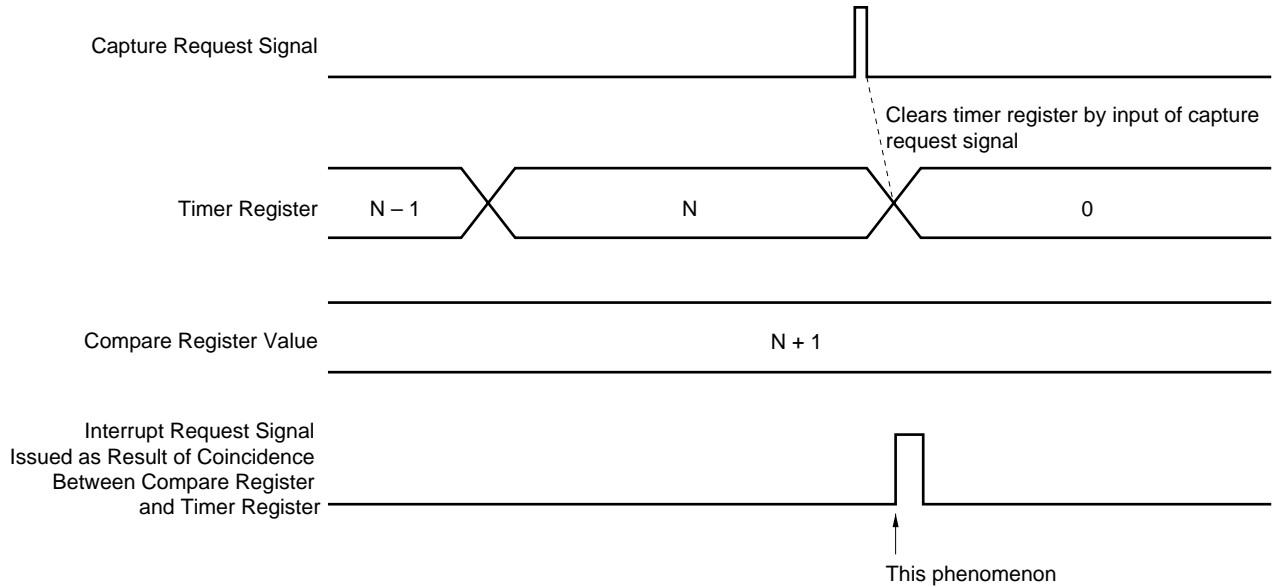 Capture Request Signal
Clears timer register by input of capture
request signal
Timer Register
N – 1
N
0
Compare Register Value
N + 1
Interrupt Request Signal
Issued as Result of Coincidence
Between Compare Register
and Timer Register
This phenomenon